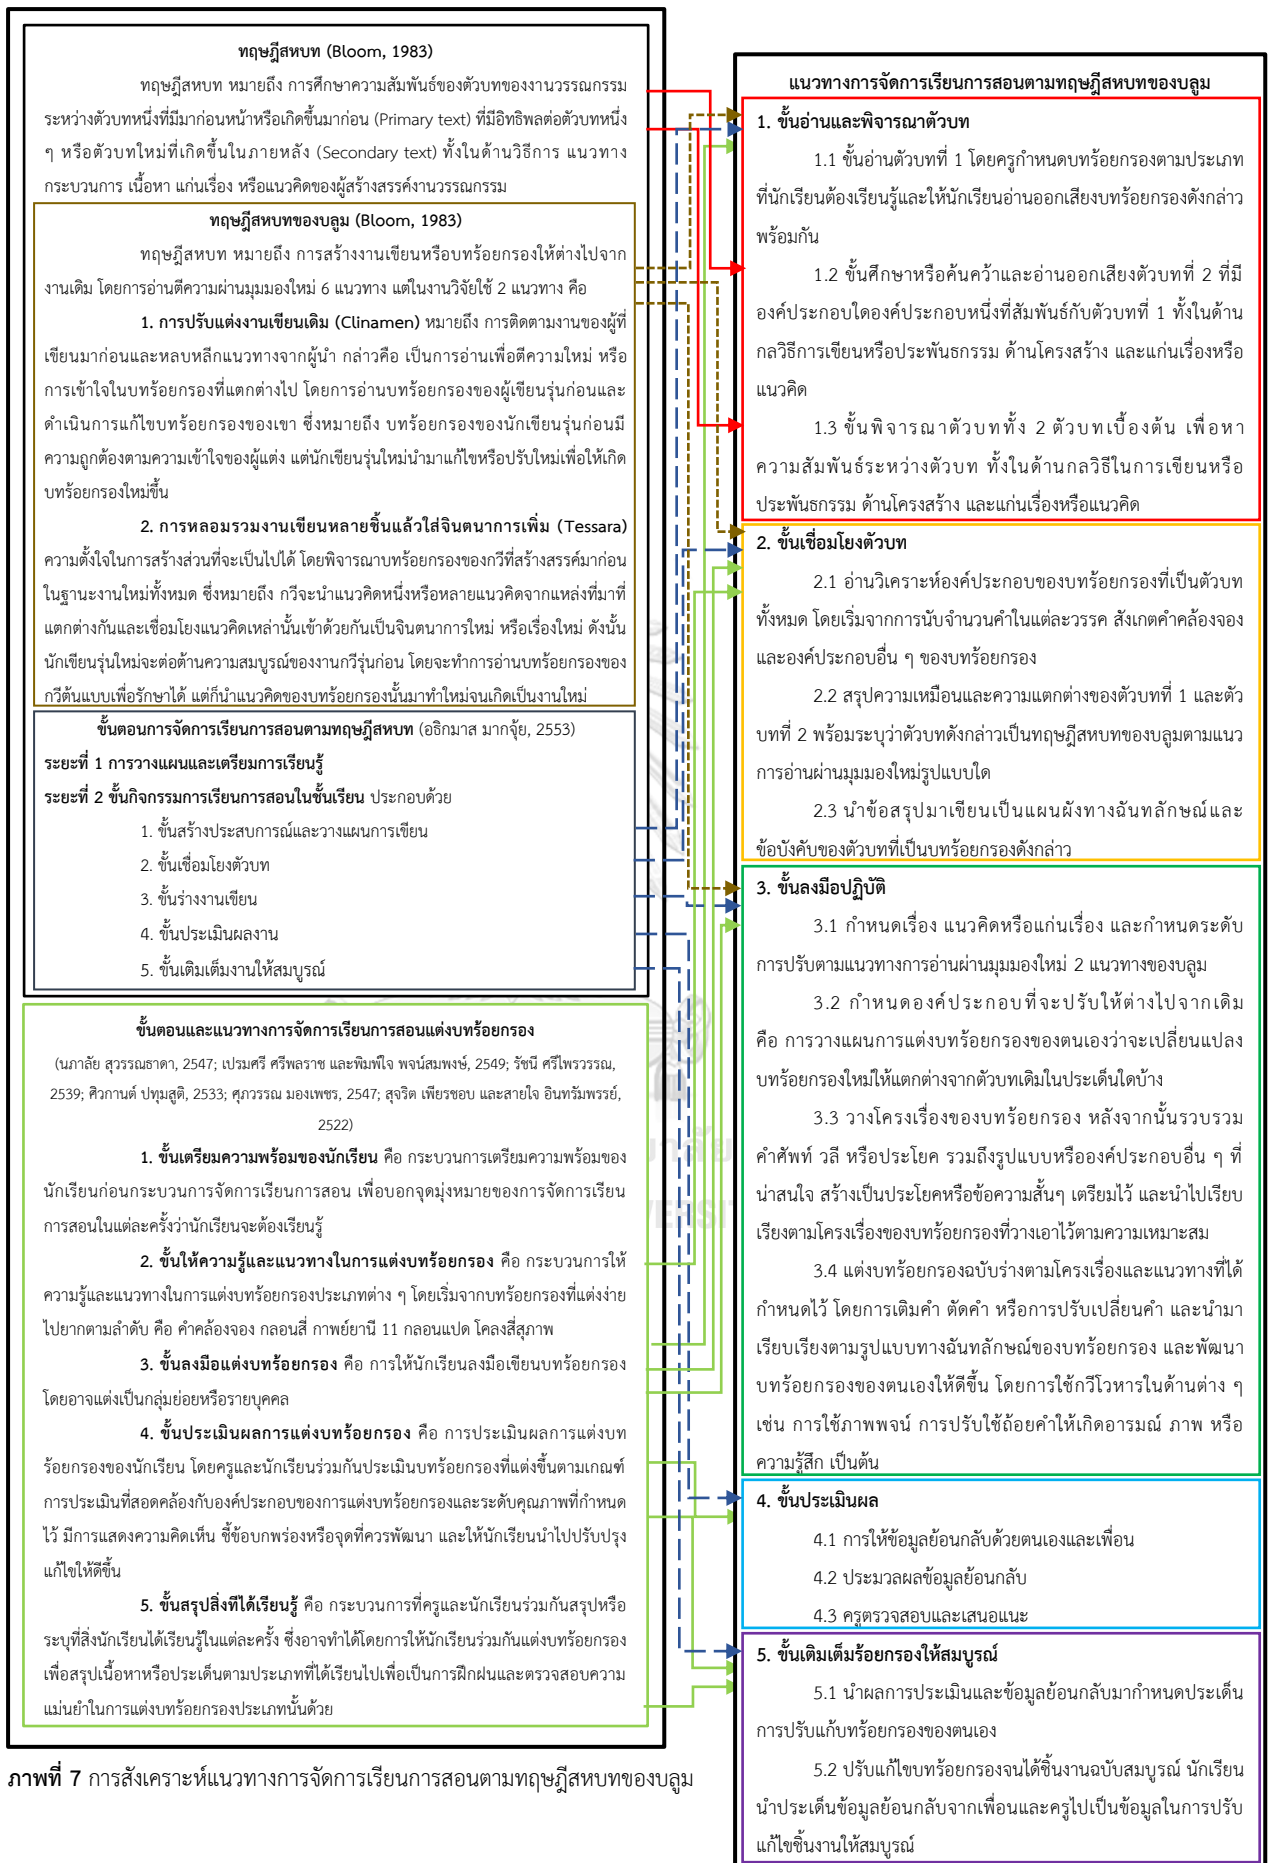 ทฤษฎีสหบท (Bloom, 1983)
ทฤษฎีสหบท หมายถึง การศึกษาความสัมพันธ์ของตัวบทของงานวรรณกรรม
ระหว่างตัวบทหนึ่งที่มีมาก่อนหน้าหรือเกิดขึ้นมาก่อน (Primary text) ที่มีอิทธิพลต่อตัวบทหนึ่ง
ๆ หรือตัวบทใหม่ที่เกิดขึ้นในภายหลัง (Secondary text) ทั้งในด้านวิธีการ แนวทาง
กระบวนการ เนื้อหา แก่นเรื่อง หรือแนวคิดของผู้สร้างสรรค์งานวรรณกรรม
ทฤษฎีสหบทของบลูม (Bloom, 1983)
ทฤษฎีสหบท หมายถึง การสร้างงานเขียนหรือบทร้อยกรองให้ต่างไปจาก
งานเดิม โดยการอ่านตีความผ่านมุมมองใหม่ 6 แนวทาง แต่ในงานวิจัยใช้ 2 แนวทาง คือ
1. การปรับแต่งงานเขียนเดิม (Clinamen) หมายถึง การติดตามงานของผู้ที่
เขียนมาก่อนและหลบหลีกแนวทางจากผู้นำ กล่าวคือ เป็นการอ่านเพื่อตีความใหม่ หรือ
การเข้าใจในบทร้อยกรองที่แตกต่างไป โดยการอ่านบทร้อยกรองของผู้เขียนรุ่นก่อนและ
ดำเนินการแก้ไขบทร้อยกรองของเขา ซึ่งหมายถึง บทร้อยกรองของนักเขียนรุ่นก่อนมี
ความถูกต้องตามความเข้าใจของผู้แต่ง แต่นักเขียนรุ่นใหม่นำมาแก้ไขหรือปรับใหม่เพื่อให้เกิด
บทร้อยกรองใหม่ขึ้น
2. การหลอมรวมงานเขียนหลายชิ้นแล้วใส่จินตนาการเพิ่ม (Tessara)
ความตั้งใจในการสร้างส่วนที่จะเป็นไปได้ โดยพิจารณาบทร้อยกรองของกวีที่สร้างสรรค์มาก่อน
ในฐานะงานใหม่ทั้งหมด ซึ่งหมายถึง กวีจะนำแนวคิดหนึ่งหรือหลายแนวคิดจากแหล่งที่มาที่
แตกต่างกันและเชื่อมโยงแนวคิดเหล่านั้นเข้าด้วยกันเป็นจินตนาการใหม่ หรือเรื่องใหม่ ดังนั้น
นักเขียนรุ่นใหม่จะต่อต้านความสมบูรณ์ของงานกวีรุ่นก่อน โดยจะทำการอ่านบทร้อยกรองของ
กวีต้นแบบเพื่อรักษาได้ แต่ก็นำแนวคิดของบทร้อยกรองนั้นมาทำใหม่จนเกิดเป็นงานใหม่
ขั้นตอนการจัดการเรียนการสอนตามทฤษฎีสหบท (อธิกมาส มากจุ้ย, 2553)
ระยะที่ 1 การวางแผนและเตรียมการเรียนรู้
ระยะที่ 2 ขั้นกิจกรรมการเรียนการสอนในชั้นเรียน ประกอบด้วย
1. ขั้นสร้างประสบการณ์และวางแผนการเขียน
2. ขั้นเชื่อมโยงตัวบท
3. ขั้นร่างงานเขียน
4. ขั้นประเมินผลงาน
5. ขั้นเติมเต็มงานให้สมบูรณ์
ขั้นตอนและแนวทางการจัดการเรียนการสอนแต่งบทร้อยกรอง
(นภาลัย สุวรรณธาดา, 2547; เปรมศรี ศรีพลราช และพิมพ์ใจ พจน์สมพงษ์, 2549; รัชนี ศรีไพรวรรณ,
2539; ศิวกานต์ ปทุมสูติ, 2533; ศุภวรรณ มองเพชร, 2547; สุจริต เพียรชอบ และสายใจ อินทรัมพรรย์,
2522)
1. ขั้นเตรียมความพร้อมของนักเรียน คือ กระบวนการเตรียมความพร้อมของ
นักเรียนก่อนกระบวนการจัดการเรียนการสอน เพื่อบอกจุดมุ่งหมายของการจัดการเรียน
การสอนในแต่ละครั้งว่านักเรียนจะต้องเรียนรู้
2. ขั้นให้ความรู้และแนวทางในการแต่งบทร้อยกรอง คือ กระบวนการให้
ความรู้และแนวทางในการแต่งบทร้อยกรองประเภทต่าง ๆ โดยเริ่มจากบทร้อยกรองที่แต่งง่าย
ไปยากตามลำดับ คือ คำคล้องจอง กลอนสี่ กาพย์ยานี 11 กลอนแปด โคลงสี่สุภาพ
3. ขั้นลงมือแต่งบทร้อยกรอง คือ การให้นักเรียนลงมือเขียนบทร้อยกรอง
โดยอาจแต่งเป็นกลุ่มย่อยหรือรายบุคคล
4. ขั้นประเมินผลการแต่งบทร้อยกรอง คือ การประเมินผลการแต่งบท
ร้อยกรองของนักเรียน โดยครูและนักเรียนร่วมกันประเมินบทร้อยกรองที่แต่งขึ้นตามเกณฑ์
การประเมินที่สอดคล้องกับองค์ประกอบของการแต่งบทร้อยกรองและระดับคุณภาพที่กำหนด
ไว้ มีการแสดงความคิดเห็น ชี้ข้อบกพร่องหรือจุดที่ควรพัฒนา และให้นักเรียนนำไปปรับปรุง
แก้ไขให้ดีขึ้น
5. ขั้นสรุปสิ่งที่ได้เรียนรู้ คือ กระบวนการที่ครูและนักเรียนร่วมกันสรุปหรือ
ระบุที่สิ่งนักเรียนได้เรียนรู้ในแต่ละครั้ง ซึ่งอาจทำได้โดยการให้นักเรียนร่วมกันแต่งบทร้อยกรอง
เพื่อสรุปเนื้อหาหรือประเด็นตามประเภทที่ได้เรียนไปเพื่อเป็นการฝึกฝนและตรวจสอบความ
แม่นยำในการแต่งบทร้อยกรองประเภทนั้นด้วย
ภาพที่ 7 การสังเคราะห์แนวทางการจัดการเรียนการสอนตามทฤษฎีสหบทของบลูม
แนวทางการจัดการเรียนการสอนตามทฤษฎีสหบทของบลูม
1. ขั้นอ่านและพิจารณาตัวบท
1.1 ขั้นอ่านตัวบทที่ 1 โดยครูกำหนดบทร้อยกรองตามประเภท
ที่นักเรียนต้องเรียนรู้และให้นักเรียนอ่านออกเสียงบทร้อยกรองดังกล่าว
พร้อมกัน
1.2 ขั้นศึกษาหรือค้นคว้าและอ่านออกเสียงตัวบทที่ 2 ที่มี
องค์ประกอบใดองค์ประกอบหนึ่งที่สัมพันธ์กับตัวบทที่ 1 ทั้งในด้าน
กลวิธีการเขียนหรือประพันธกรรม ด้านโครงสร้าง และแก่นเรื่องหรือ
แนวคิด
1.3 ขั้นพิจารณาตัวบททั้ง 2 ตัวบทเบื้องต้น เพื่อหา
ความสัมพันธ์ระหว่างตัวบท ทั้งในด้านกลวิธีในการเขียนหรือ
ประพันธกรรม ด้านโครงสร้าง และแก่นเรื่องหรือแนวคิด
2. ขั้นเชื่อมโยงตัวบท
2.1 อ่านวิเคราะห์องค์ประกอบของบทร้อยกรองที่เป็นตัวบท
ทั้งหมด โดยเริ่มจากการนับจำนวนคำในแต่ละวรรค สังเกตคำคล้องจอง
และองค์ประกอบอื่น ๆ ของบทร้อยกรอง
2.2 สรุปความเหมือนและความแตกต่างของตัวบทที่ 1 และตัว
บทที่ 2 พร้อมระบุว่าตัวบทดังกล่าวเป็นทฤษฎีสหบทของบลูมตามแนว
การอ่านผ่านมุมมองใหม่รูปแบบใด
2.3 นำข้อสรุปมาเขียนเป็นแผนผังทางฉันทลักษณ์และ
ข้อบังคับของตัวบทที่เป็นบทร้อยกรองดังกล่าว
3. ขั้นลงมือปฏิบัติ
3.1 กำหนดเรื่อง แนวคิดหรือแก่นเรื่อง และกำหนดระดับ
การปรับตามแนวทางการอ่านผ่านมุมมองใหม่ 2 แนวทางของบลูม
3.2 กำหนดองค์ประกอบที่จะปรับให้ต่างไปจากเดิม
คือ การวางแผนการแต่งบทร้อยกรองของตนเองว่าจะเปลี่ยนแปลง
บทร้อยกรองใหม่ให้แตกต่างจากตัวบทเดิมในประเด็นใดบ้าง
3.3 วางโครงเรื่องของบทร้อยกรอง หลังจากนั้นรวบรวม
คำศัพท์ วลี หรือประโยค รวมถึงรูปแบบหรือองค์ประกอบอื่น ๆ ที่
น่าสนใจ สร้างเป็นประโยคหรือข้อความสั้นๆ เตรียมไว้ และนำไปเรียบ
เรียงตามโครงเรื่องของบทร้อยกรองที่วางเอาไว้ตามความเหมาะสม
3.4 แต่งบทร้อยกรองฉบับร่างตามโครงเรื่องและแนวทางที่ได้
กำหนดไว้ โดยการเติมคำ ตัดคำ หรือการปรับเปลี่ยนคำ และนำมา
เรียบเรียงตามรูปแบบทางฉันทลักษณ์ของบทร้อยกรอง และพัฒนา
บทร้อยกรองของตนเองให้ดีขึ้น โดยการใช้กวีโวหารในด้านต่าง ๆ
เช่น การใช้ภาพพจน์ การปรับใช้ถ้อยคำให้เกิดอารมณ์ ภาพ หรือ
ความรู้สึก เป็นต้น
4. ขั้นประเมินผล
4.1 การให้ข้อมูลย้อนกลับด้วยตนเองและเพื่อน
4.2 ประมวลผลข้อมูลย้อนกลับ
4.3 ครูตรวจสอบและเสนอแนะ
5. ขั้นเติมเต็มร้อยกรองให้สมบูรณ์
5.1 นำผลการประเมินและข้อมูลย้อนกลับมากำหนดประเด็น
การปรับแก้บทร้อยกรองของตนเอง
5.2 ปรับแก้ไขบทร้อยกรองจนได้ชิ้นงานฉบับสมบูรณ์ นักเรียน
นำประเด็นข้อมูลย้อนกลับจากเพื่อนและครูไปเป็นข้อมูลในการปรับ
แก้ไขชิ้นงานให้สมบูรณ์